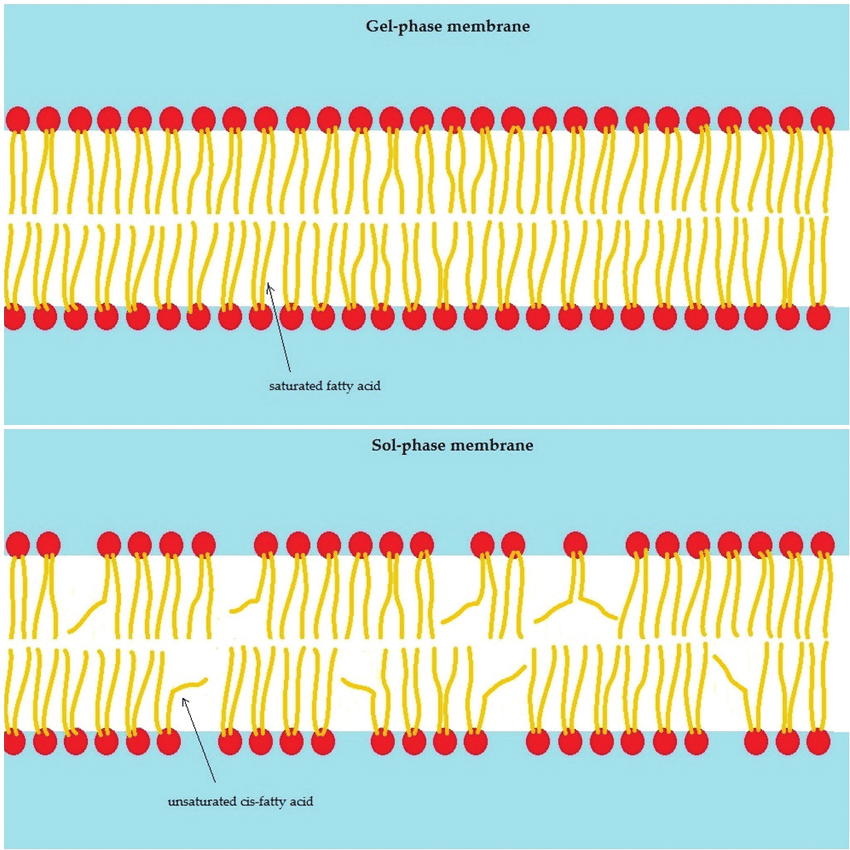 Gel-phase membrane
saturated fatty acid
Sol-phase membrane
unsaturated cis-fatty acid